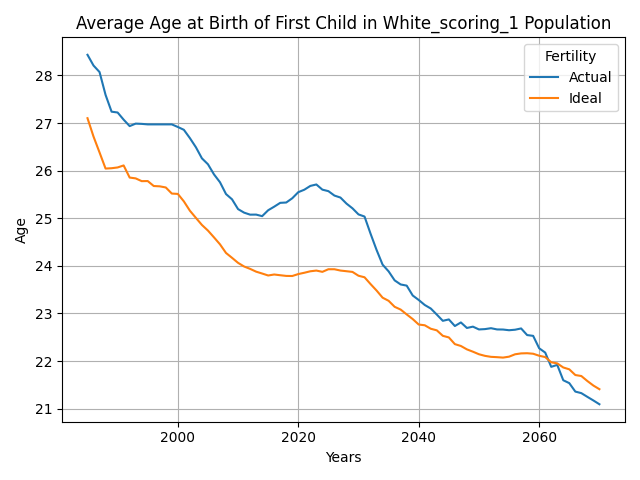 Average Age at Birth of First Child in White_scoring_1 Population
Fertility
Actual
Ideal
Age
28
27
26
25
24
23
22
21
2000
2020
2040
2060
Years